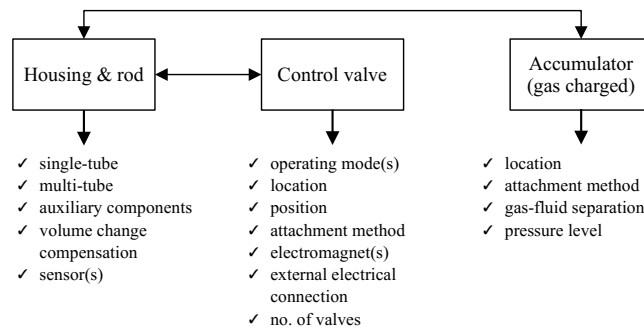 Housing & rod
Control valve
Accumulator
(gas charged)
✓ single-tube
✓ multi-tube
✓ auxiliary components
✓ volume change
compensation
✓ sensor(s)
✓ operating mode(s)
✓ location
✓ position
✓ attachment method
✓ electromagnet(s)
✓ external electrical
connection
✓ no. of valves
✓ location
✓ attachment method
✓ gas-fluid separation
✓ pressure level